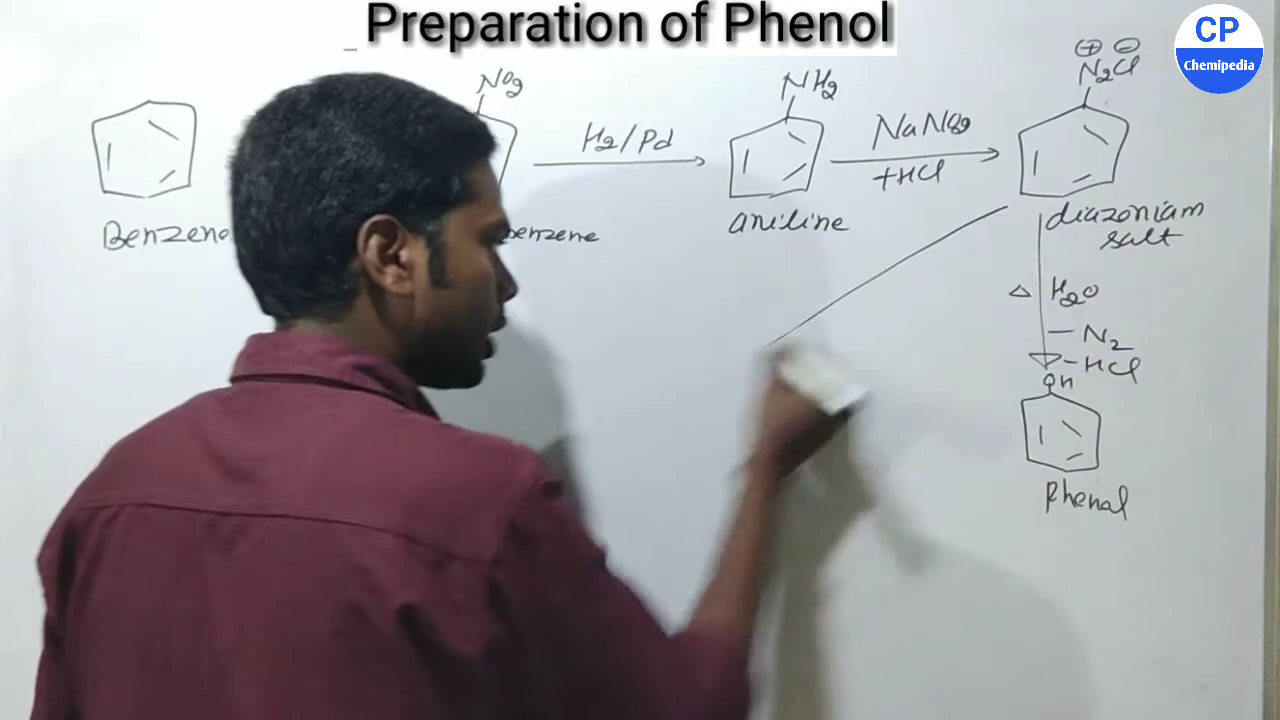 Preparation of Phenol
CP
Chemipedia
NO2
NH2
⊕ ⊖
N2Cl
H2/Pd
NaNO2
+HCl
Benzene
benzene
aniline
diazoniam
salt
△ H2O
— N2
-HCl
OH
Phenol